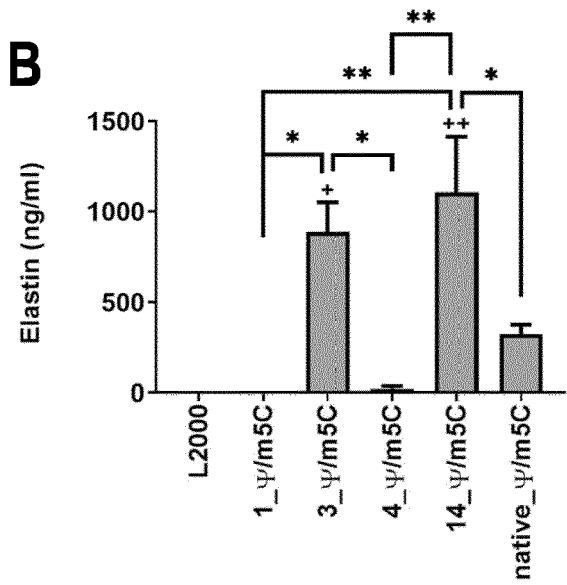 B
**
**
*
*
*
++
+
Elastin (ng/ml)
1500
1000
500
0
L2000
1_Ψ/m5C
3_Ψ/m5C
4_Ψ/m5C
14_Ψ/m5C
native_Ψ/m5C